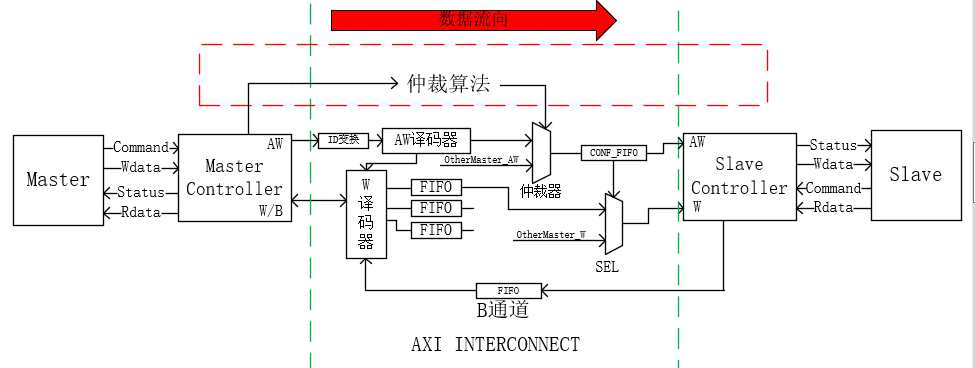 数据流向
仲裁算法
Master
Command
Wdata
Status
Rdata
AW
Master
Controller
W/B
ID变换
AW译码器
OtherMaster_AW
仲裁器
CONF_FIFO
W
译
码
器
FIFO
FIFO
FIFO
OtherMaster_W
SEL
AW
Slave
Controller
W
Status
Wdata
Command
Rdata
Slave
FIFO
B通道
AXI INTERCONNECT